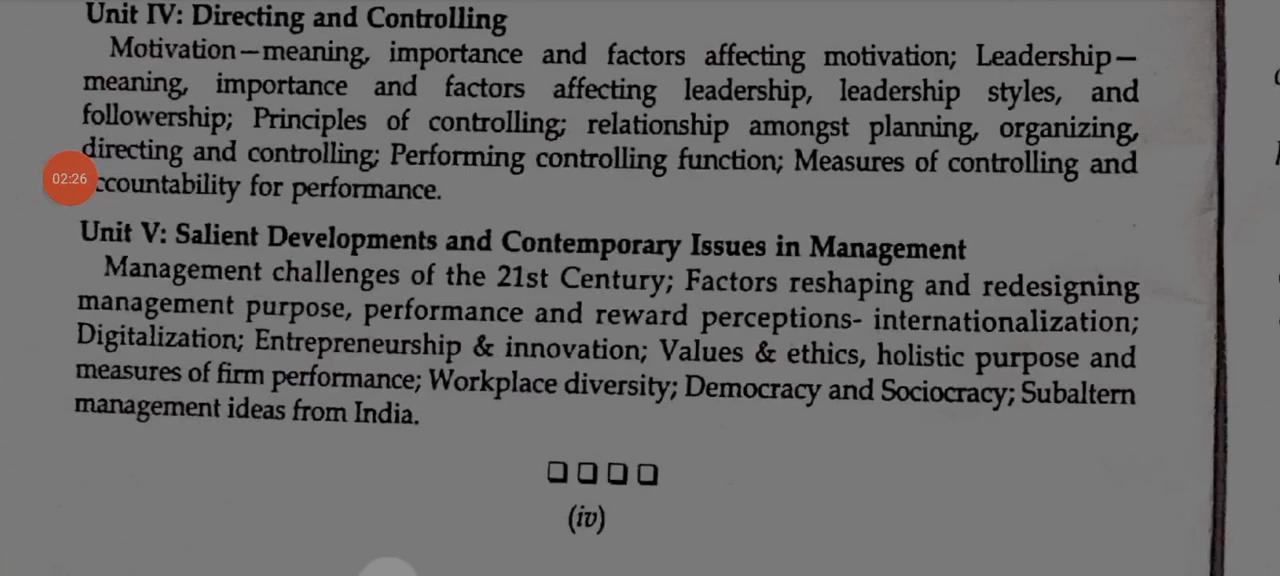 Unit IV: Directing and Controlling
Motivation—meaning, importance and factors affecting motivation; Leadership—
meaning, importance and factors affecting leadership, leadership styles, and
followership; Principles of controlling; relationship amongst planning, organizing,
directing and controlling; Performing controlling function; Measures of controlling and
02:26
ccountability for performance.
Unit V: Salient Developments and Contemporary Issues in Management
Management challenges of the 21st Century; Factors reshaping and redesigning
management purpose, performance and reward perceptions- internationalization;
Digitalization; Entrepreneurship & innovation; Values & ethics, holistic purpose and
measures of firm performance; Workplace diversity; Democracy and Sociocracy; Subaltern
management ideas from India.
(iv)